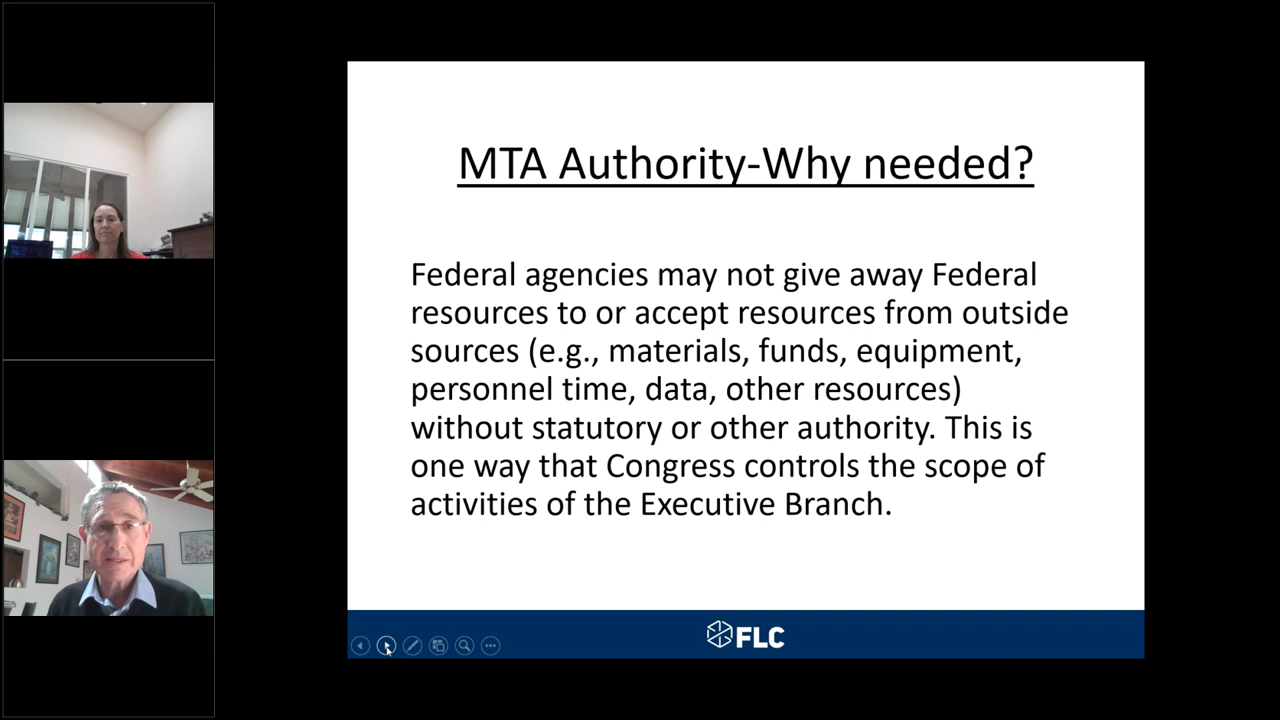 MTA Authority-Why needed?
Federal agencies may not give away Federal
resources to or accept resources from outside
sources (e.g., materials, funds, equipment,
personnel time, data, other resources)
without statutory or other authority. This is
one way that Congress controls the scope of
activities of the Executive Branch.
FLC